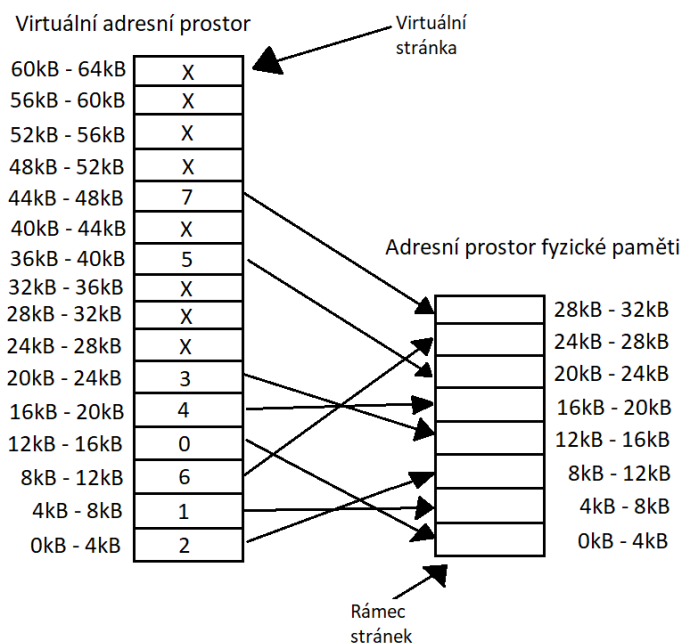 Virtuální adresní prostor
Virtuální
stránka
60kB - 64kB X
56kB - 60kB X
52kB - 56kB X
48kB - 52kB X
44kB - 48kB 7
40kB - 44kB X
36kB - 40kB 5
32kB - 36kB X
28kB - 32kB X
24kB - 28kB X
20kB - 24kB 3
16kB - 20kB 4
12kB - 16kB 0
8kB - 12kB 6
4kB - 8kB 1
0kB - 4kB 2
Adresní prostor fyzické paměti
28kB - 32kB
24kB - 28kB
20kB - 24kB
16kB - 20kB
12kB - 16kB
8kB - 12kB
4kB - 8kB
0kB - 4kB
Rámec
stránek